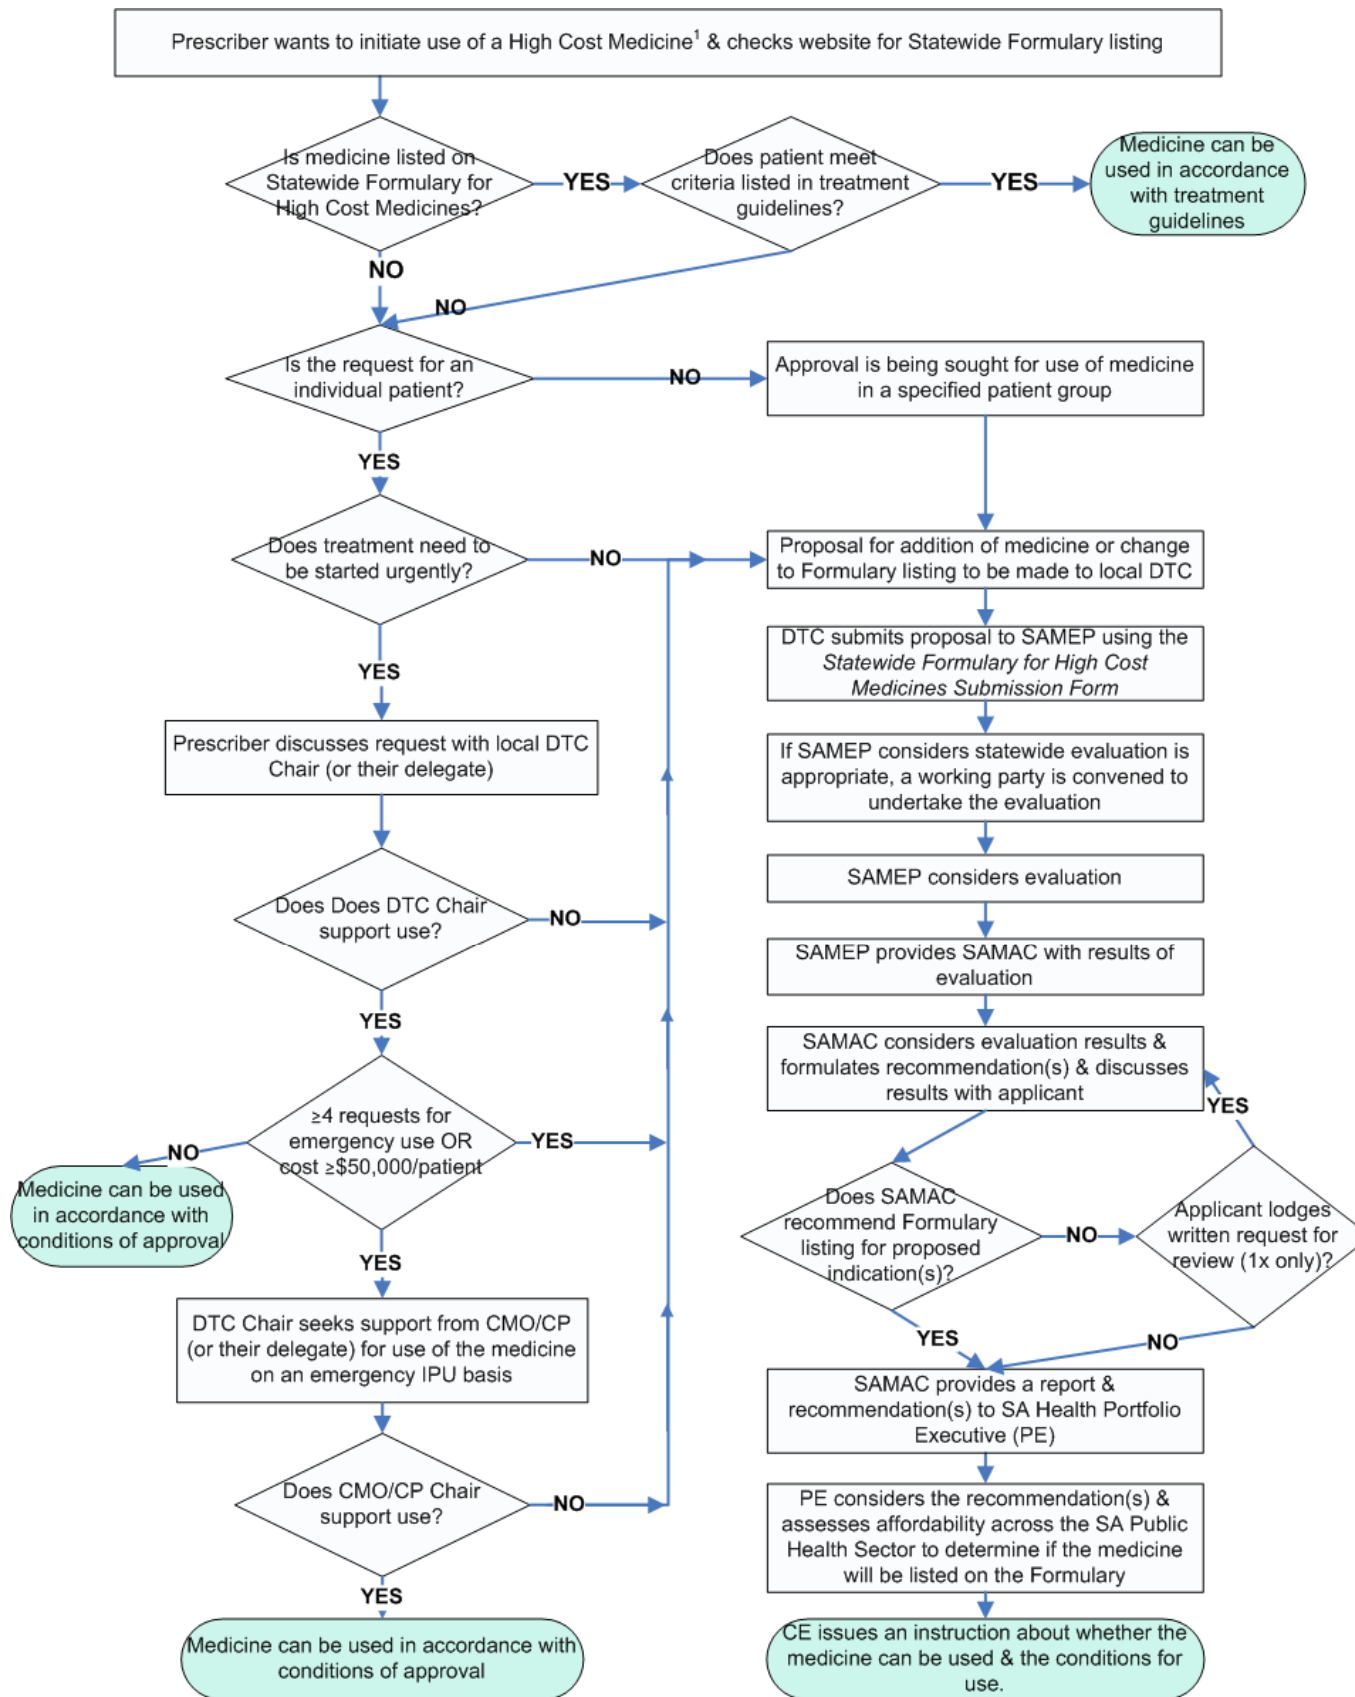 Prescriber wants to initiate use of a High Cost Medicine¹ & checks website for Statewide Formulary listing
Is medicine listed on
Statewide Formulary for
High Cost Medicines?
YES
Does patient meet
criteria listed in treatment
guidelines?
YES
Medicine can be
used in accordance
with treatment
guidelines
NO
NO
Is the request for an
individual patient?
NO
Approval is being sought for use of medicine
in a specified patient group
YES
Does treatment need to
be started urgently?
NO
Proposal for addition of medicine or change
to Formulary listing to be made to local DTC
YES
DTC submits proposal to SAMEP using the
Statewide Formulary for High Cost
Medicines Submission Form
Prescriber discusses request with local DTC
Chair (or their delegate)
If SAMEP considers statewide evaluation is
appropriate, a working party is convened to
undertake the evaluation
SAMEP considers evaluation
Does Does DTC Chair
support use?
NO
SAMEP provides SAMAC with results of
evaluation
YES
SAMAC considers evaluation results &
formulates recommendation(s) & discusses
results with applicant
YES
≥4 requests for
emergency use OR
cost ≥$50,000/patient
NO
YES
Medicine can be used
in accordance with
conditions of approval
YES
Does SAMAC
recommend Formulary
listing for proposed
indication(s)?
NO
Applicant lodges
written request for
review (1x only)?
YES
NO
DTC Chair seeks support from CMO/CP
(or their delegate) for use of the medicine
on an emergency IPU basis
SAMAC provides a report &
recommendation(s) to SA Health Portfolio
Executive (PE)
Does CMO/CP Chair
support use?
NO
PE considers the recommendation(s) &
assesses affordability across the SA Public
Health Sector to determine if the medicine
will be listed on the Formulary
YES
Medicine can be used in accordance with
conditions of approval
CE issues an instruction about whether the
medicine can be used & the conditions for
use.